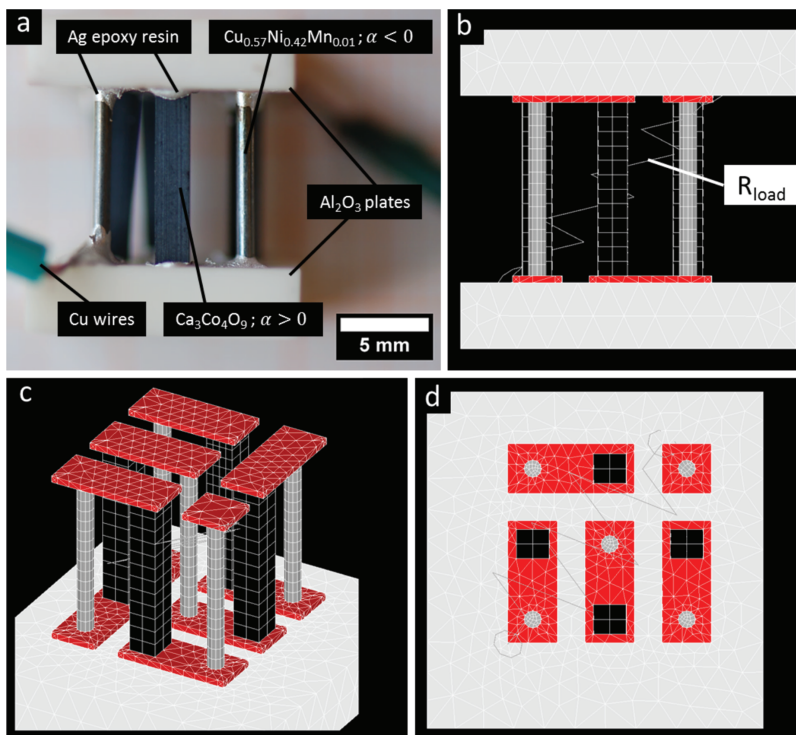 a
Ag epoxy resin
Cu0.57Ni0.42Mn0.01; α < 0
Al2O3 plates
Cu wires
Ca3Co4O9; α > 0
5 mm
b
Rload
c
d